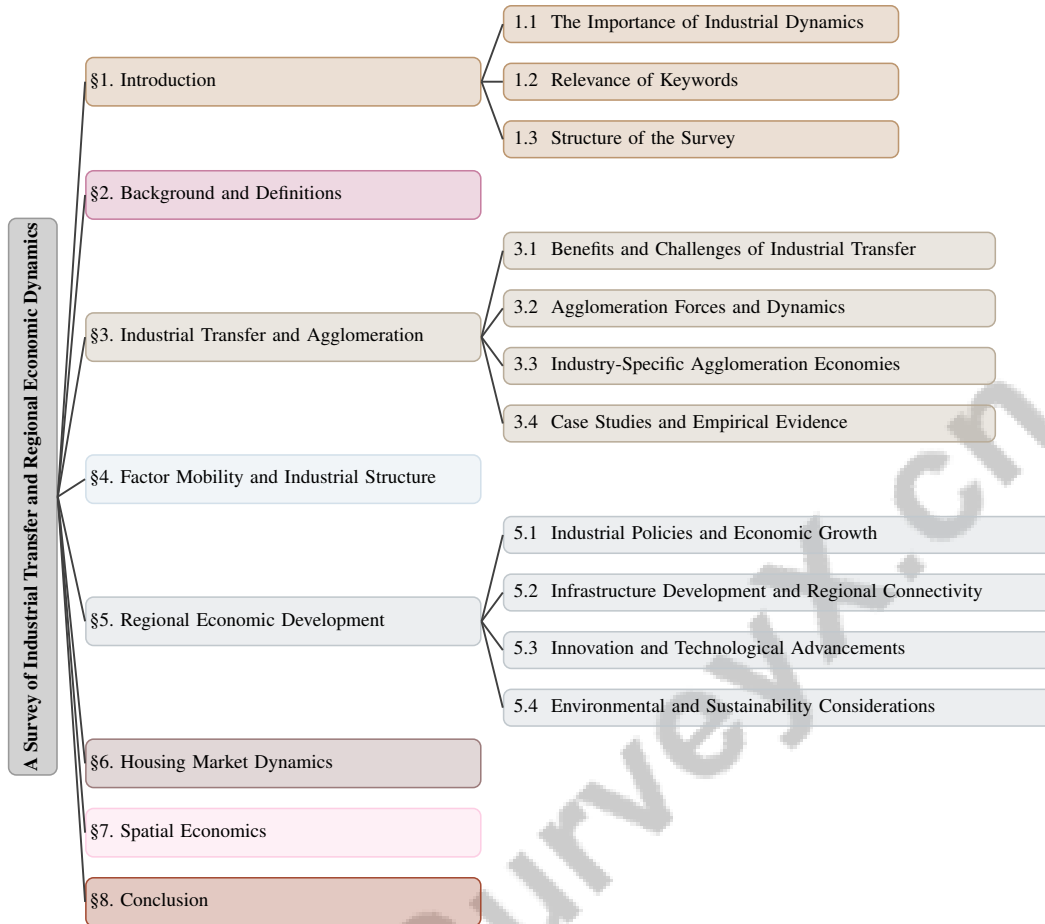 A Survey of Industrial Transfer and Regional Economic Dynamics
§1. Introduction
1.1 The Importance of Industrial Dynamics
1.2 Relevance of Keywords
1.3 Structure of the Survey
§2. Background and Definitions
§3. Industrial Transfer and Agglomeration
3.1 Benefits and Challenges of Industrial Transfer
3.2 Agglomeration Forces and Dynamics
3.3 Industry-Specific Agglomeration Economies
3.4 Case Studies and Empirical Evidence
§4. Factor Mobility and Industrial Structure
§5. Regional Economic Development
5.1 Industrial Policies and Economic Growth
5.2 Infrastructure Development and Regional Connectivity
5.3 Innovation and Technological Advancements
5.4 Environmental and Sustainability Considerations
§6. Housing Market Dynamics
§7. Spatial Economics
§8. Conclusion
urveyx.cn